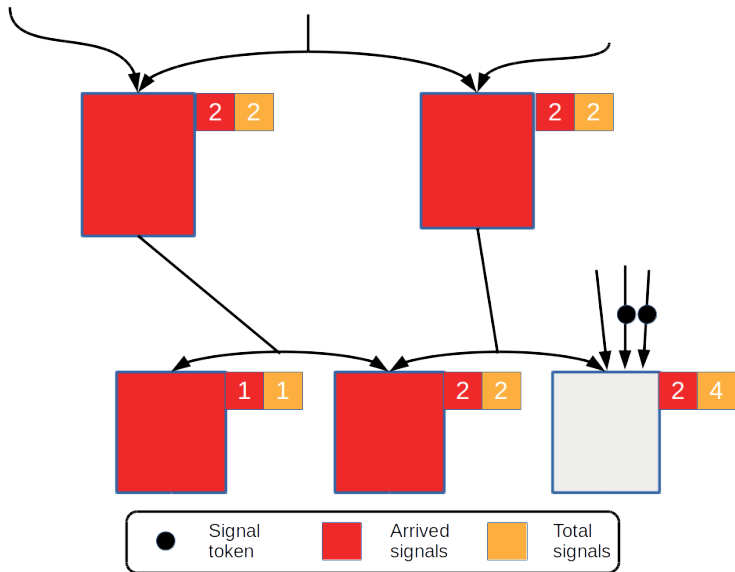 2 2
2 2
1 1
2 2
2 4
Signal
token
Arrived
signals
Total
signals